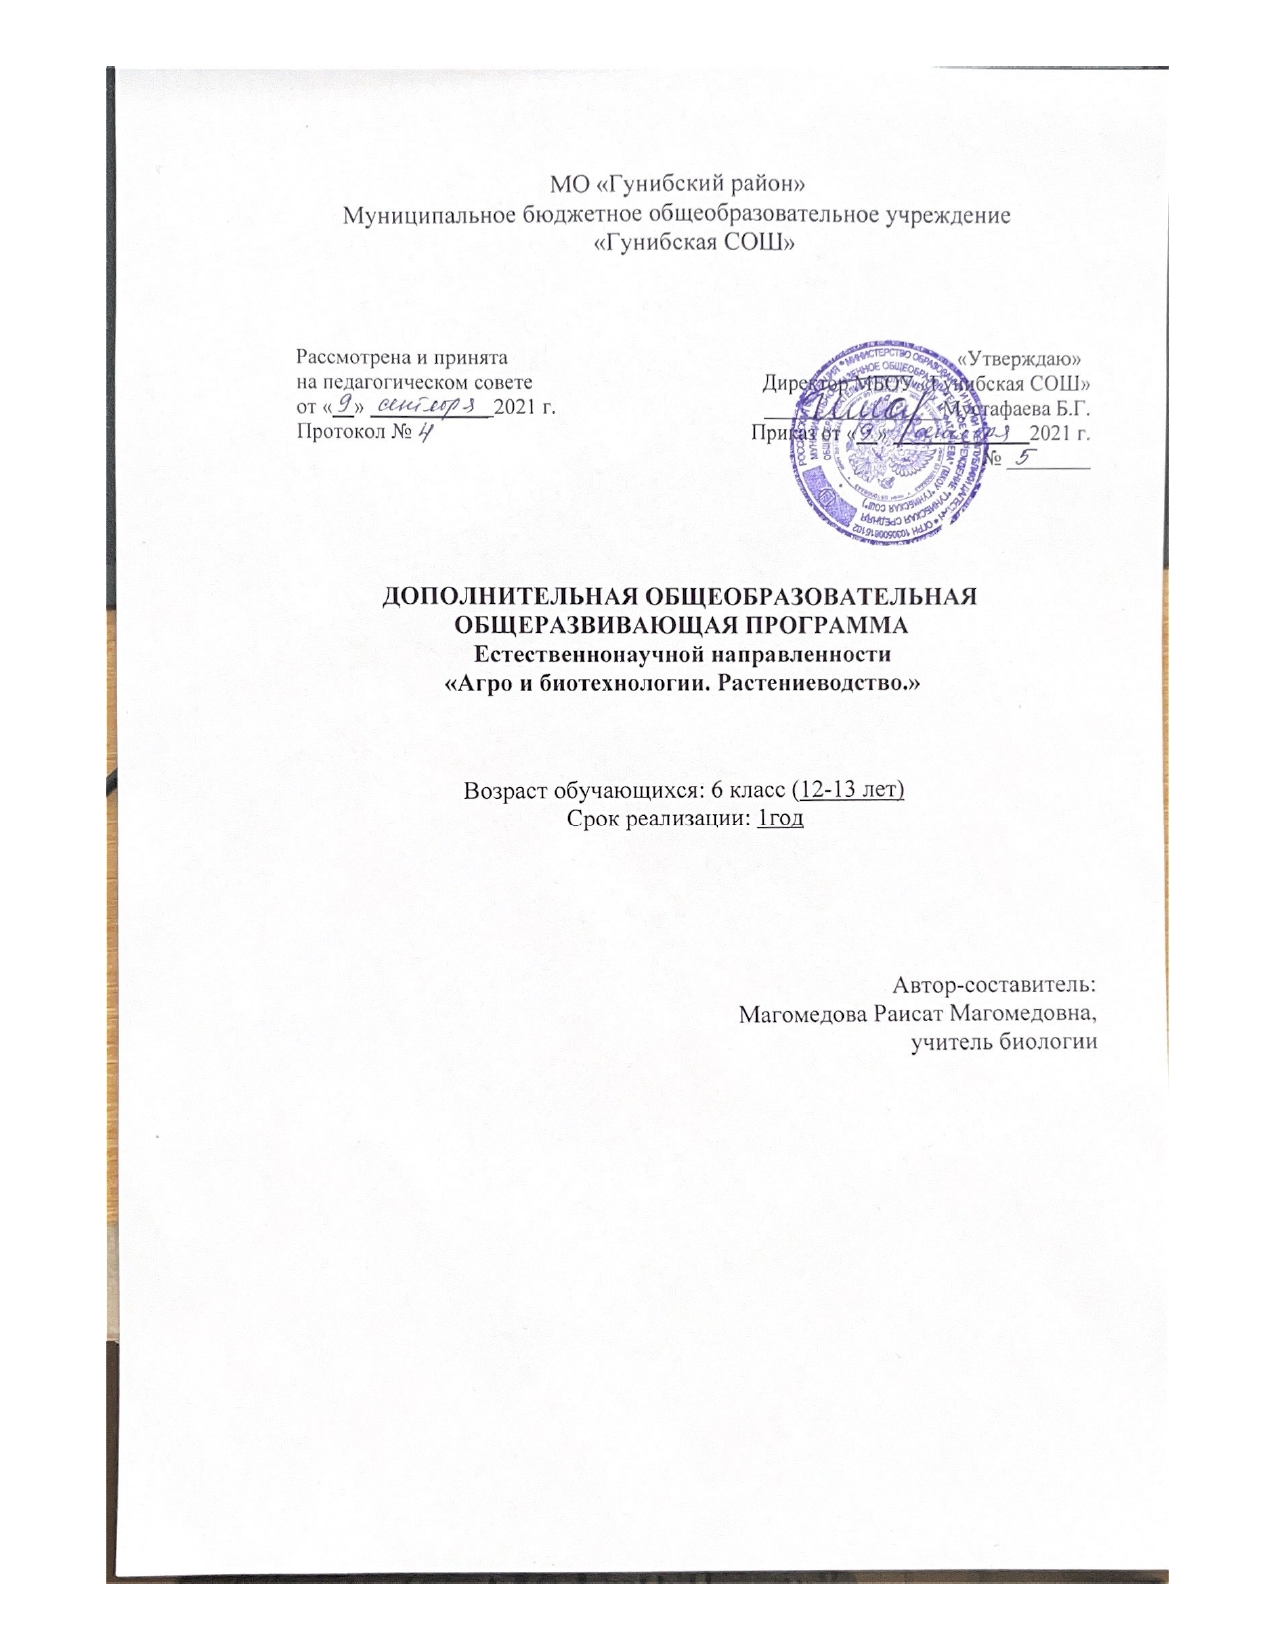 МО «Гунибский район»
Муниципальное бюджетное общеобразовательное учреждение
«Гунибская СОШ»
Рассмотрена и принята
на педагогическом совете
от «9» сентября 2021 г.
Протокол № 4
«Утверждаю»
Директор МБОУ «Гунибская СОШ»
Мустафаева Б.Г.
Приказ от «9» сентября 2021 г.
№ 5
ДОПОЛНИТЕЛЬНАЯ ОБЩЕОБРАЗОВАТЕЛЬНАЯ
ОБЩЕРАЗВИВАЮЩАЯ ПРОГРАММА
Естественнонаучной направленности
«Агро и биотехнологии. Растениеводство.»
Возраст обучающихся: 6 класс (12-13 лет)
Срок реализации: 1год
Автор-составитель:
Магомедова Раисат Магомедовна,
учитель биологии